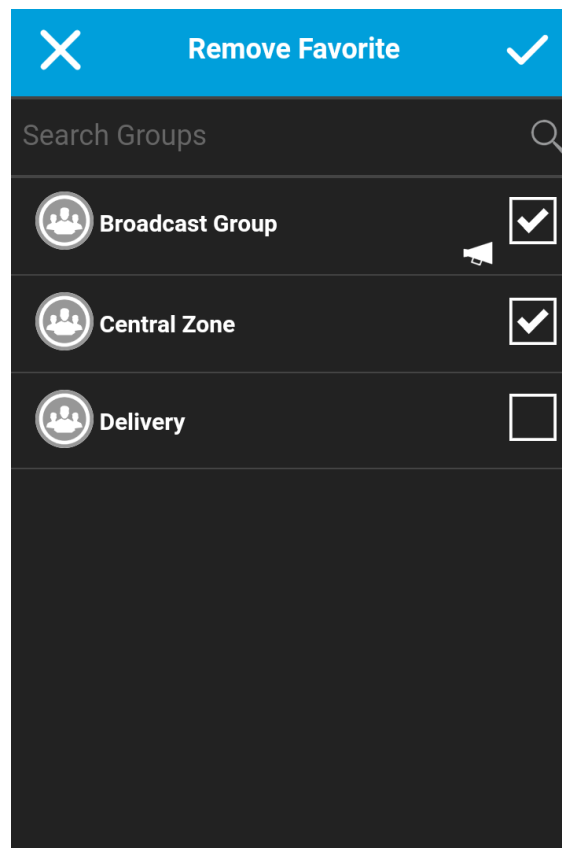 Remove Favorite
Search Groups
Broadcast Group
Central Zone
Delivery